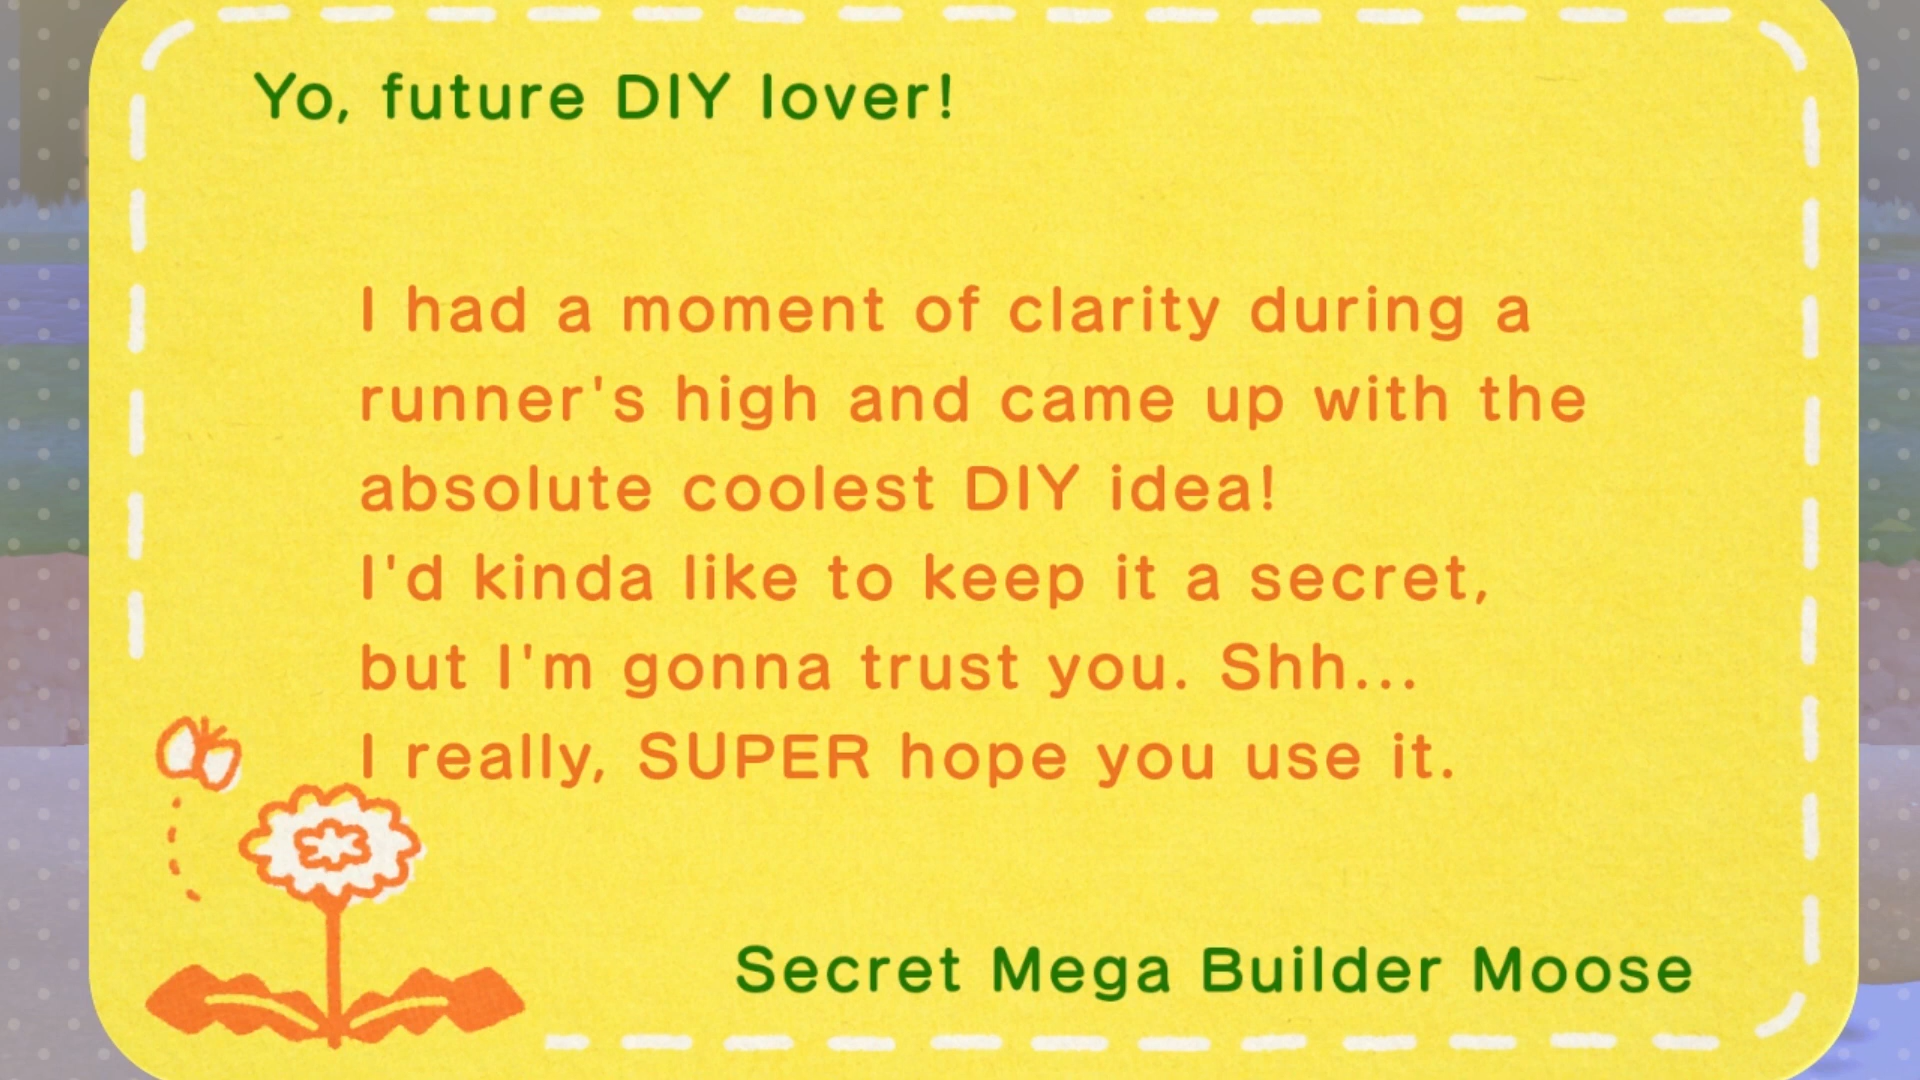 Yo, future DIY lover!
I had a moment of clarity during a
runner's high and came up with the
absolute coolest DIY idea!
I'd kinda like to keep it a secret,
but I'm gonna trust you. Shh...
I really, SUPER hope you use it.
Secret Mega Builder Moose